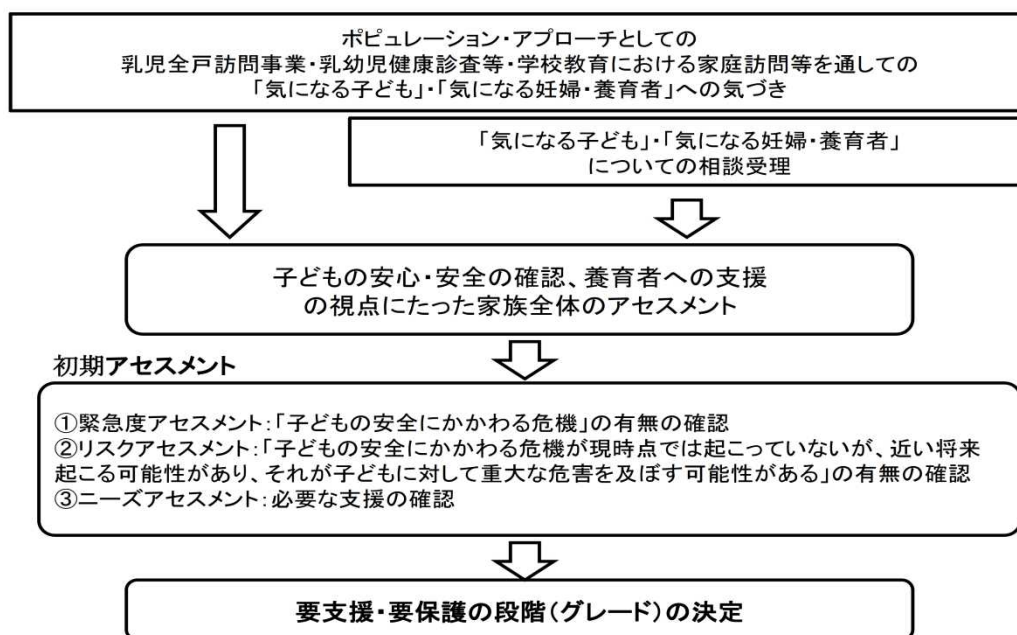 ポピュレーション・アプローチとしての
乳児全戸訪問事業・乳幼児健康診査等・学校教育における家庭訪問等を通しての
「気になる子ども」・「気になる妊婦・養育者」への気づき
「気になる子ども」・「気になる妊婦・養育者」
についての相談受理
子どもの安心・安全の確認、養育者への支援
の視点にたった家族全体のアセスメント
初期アセスメント
①緊急度アセスメント:「子どもの安全にかかわる危機」の有無の確認
②リスクアセスメント:「子どもの安全にかかわる危機が現時点では起こっていないが、近い将来
起こる可能性があり、それが子どもに対して重大な危害を及ぼす可能性がある」の有無の確認
③ニーズアセスメント:必要な支援の確認
要支援・要保護の段階(グレード)の決定